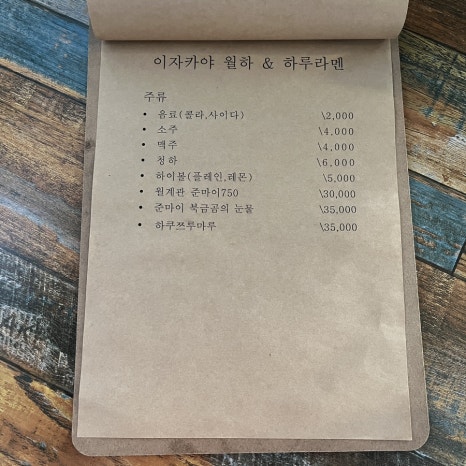 이자카야 월하 & 하루라멘
주류
• 음료(콜라,사이다) \2,000
• 소주 \4,000
• 맥주 \4,000
• 청하 \6,000
• 하이볼(플레인,레몬) \5,000
• 월계관 준마이750 \30,000
• 준마이 북극곰의 눈물 \35,000
• 하쿠쯔루마루 \35,000